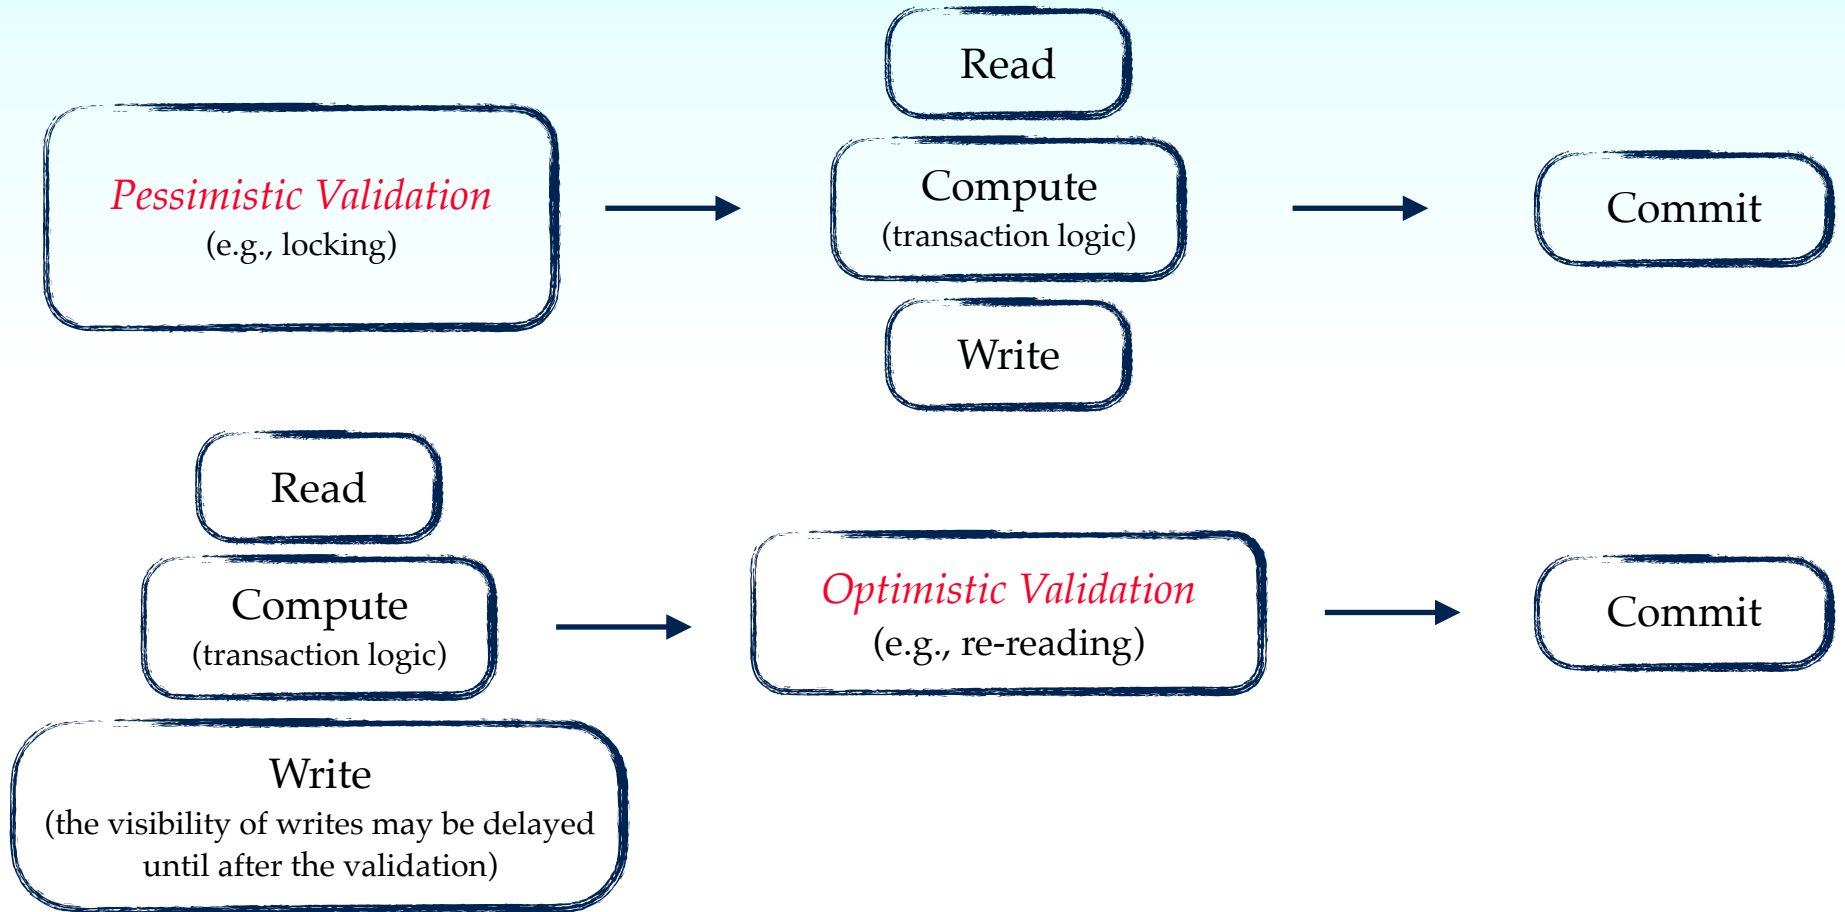 Pessimistic Validation
(e.g., locking)
Read
Compute
(transaction logic)
Write
Commit
Read
Compute
(transaction logic)
Write
(the visibility of writes may be delayed
until after the validation)
Optimistic Validation
(e.g., re-reading)
Commit